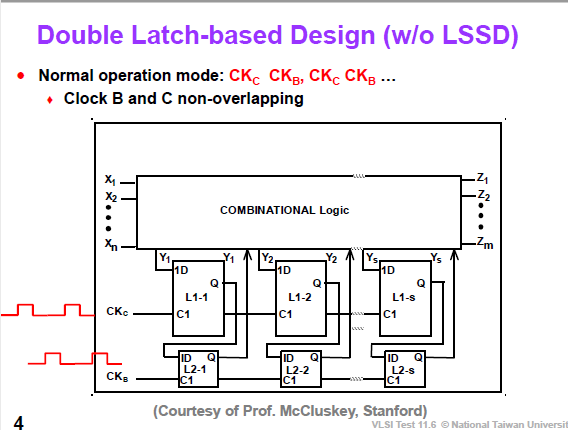 Double Latch-based Design (w/o LSSD)
Normal operation mode: CKC CKB, CKC CKB …
Clock B and C non-overlapping
X1
Z1
X2
Z2
COMBINATIONAL Logic
Xn
Zm
Y1 Y1 Y2 Y2 Ys Ys
1D 1D 1D
Q Q Q
L1-1 L1-2 L1-s
CKC C1 C1 C1
ID Q ID Q ID Q
L2-1 L2-2 L2-s
CKB C1 C1 C1
(Courtesy of Prof. McCluskey, Stanford)
4
VLSI Test 11.6 © National Taiwan Universit